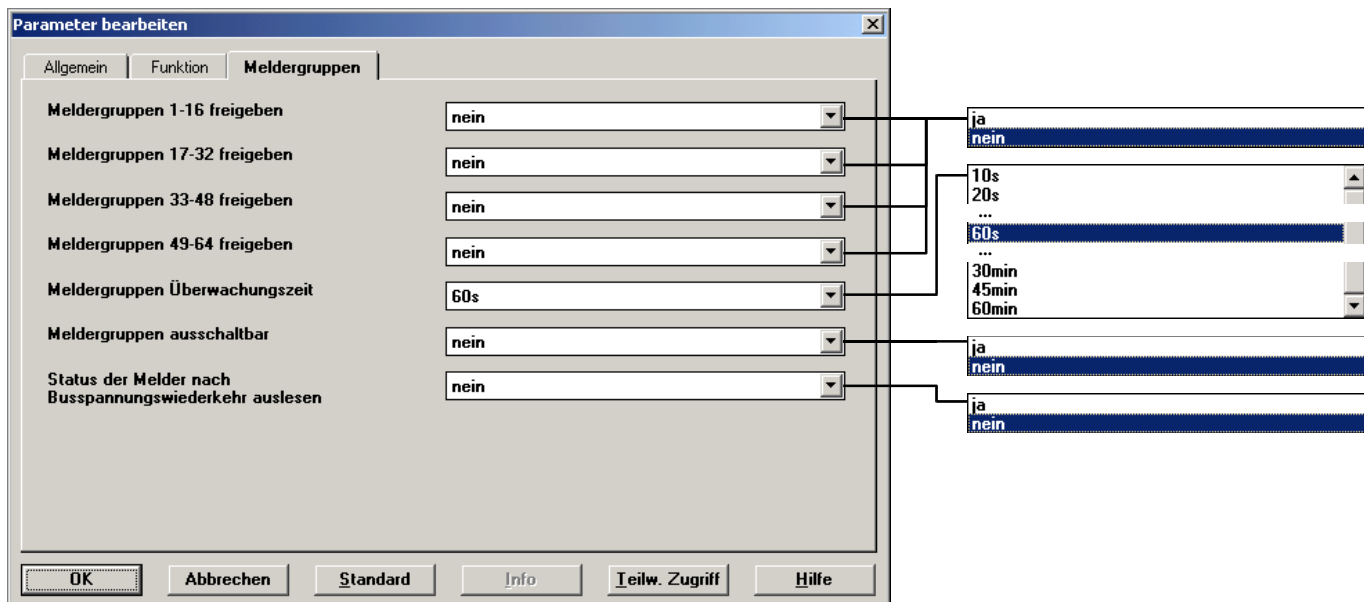 Parameter bearbeiten
Allgemein Funktion Meldergruppen
Meldergruppen 1-16 freigeben nein
Meldergruppen 17-32 freigeben nein
Meldergruppen 33-48 freigeben nein
Meldergruppen 49-64 freigeben nein
Meldergruppen Überwachungszeit 60s
Meldergruppen ausschaltbar nein
Status der Melder nach
Busspannungswiederkehr auslesen nein
OK Abbrechen Standard Info Teilw. Zugriff Hilfe
ja
nein
10s
20s
...
60s
...
30min
45min
60min
ja
nein
ja
nein